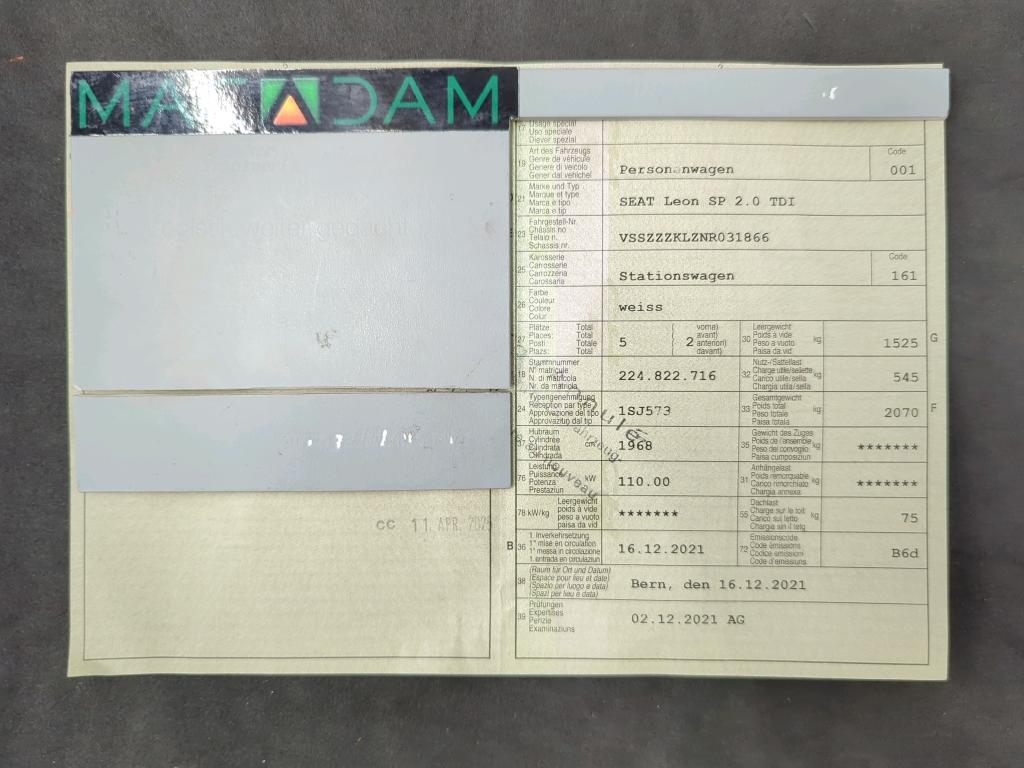 MA DAM
17 Usage spécial
Uso speciale
Diever spezial
19 Art des Fahrzeugs
Genre de véhicule
Genere di veicolo
Gener dal vehichel
Personenwagen
Code
001
21 Marke und Typ
Marque et type
Marca e tipo
Marca e tip
SEAT Leon SP 2.0 TDI
23 Fahrgestell-Nr.
Châssis no
Telaio n.
Schassis nr.
VSSZZZKLZNR031866
25 Karosserie
Carrosserie
Carrozzeria
Carossaria
Stationswagen
Code
161
26 Farbe
Couleur
Colore
Colur
weiss
27 Plätze: Total
Places: Total
Posti Totale
Plazs: Total
5
( vorne)
2 avant)
anteriori)
davant)
30 Leergewicht
Poids à vide
Peso a vuoto
Paisa da vid
kg
1525
G
18 Stammnummer
N° matricule
N. di matricola
Nr. da matricla
224.822.716
32 Nutz-/Sattellast
Charge utile/sellette
Carico utile/sella
Chargia utila/sella
kg
545
24 Typengenehmigung
Réception par type
Approvazione del tipo
Approvaziun dal tip
1SJ573
33 Gesamtgewicht
Poids total
Peso totale
Paisa totala
kg
2070
F
37 Hubraum
Cylindrée
Cilindrata
Cilindrada
1968
35 Gewicht des Zuges
Poids de l'ensemble
Peso del convoglio
Paisa cumposiziun
kg
*******
76 Leistung
Puissance
Potenza
Prestaziun
kW
110.00
31 Anhängelast
Poids remorquable
Carico rimorchiato
Chargia annexa
kg
*******
78 kW/kg
Leergewicht
poids à vide
peso a vuoto
paisa da vid
*******
55 Dachlast
Charge sur le toit
Carico sul tetto
Chargia sin il tetg
kg
75
B 36 1. Inverkehrsetzung
1re mise en circulation
1a messa in circolazione
1. entrada en circulaziun
16.12.2021
72 Emissionscode
Code émissions
Codice emissioni
Code d'emissiuns
B6d
38 (Raum für Ort und Datum)
(Espace pour lieu et date)
(Spazio per luogo e data)
(Spazi per lieu e data)
Bern, den 16.12.2021
39 Prüfungen
Expertises
Perizie
Examinaziuns
02.12.2021 AG
nulé
Fahrzeug-
nouveau
cc 11. APR. 2025